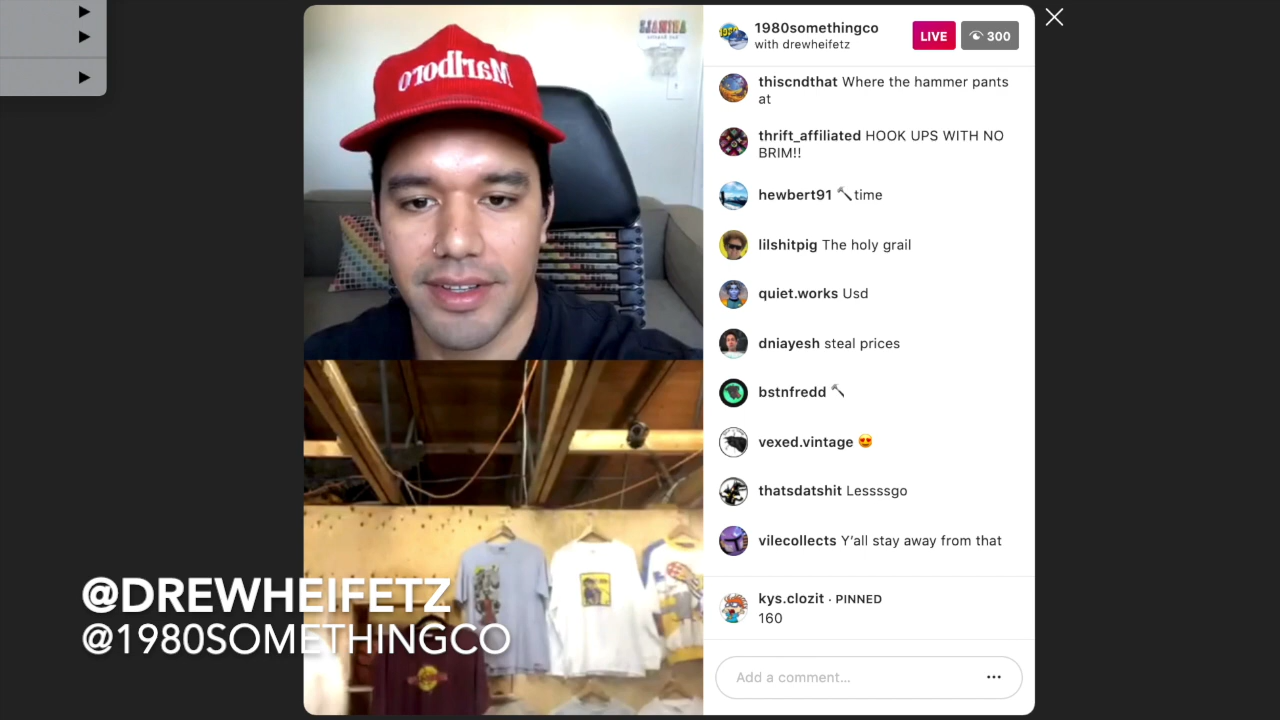 Marlboro
1980somethingco
with drewheifetz
LIVE
300
thiscndthat Where the hammer pants
at
thrift_affiliated HOOK UPS WITH NO
BRIM!!
hewbert91 🔨time
lilshitpig The holy grail
quiet.works Usd
dniayesh steal prices
bstnfredd 🔨
vexed.vintage 😍
thatsdatshit Lessssgo
vilecollects Y'all stay away from that
kys.clozit · PINNED
160
Add a comment...
@DREWHEIFETZ
@1980SOMETHINGCO